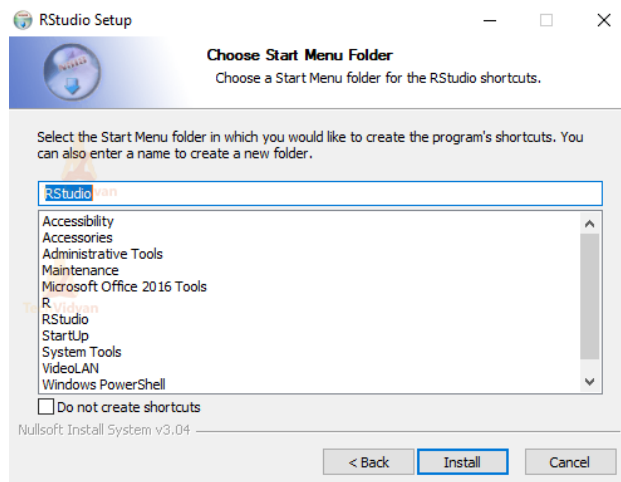 RStudio Setup
Choose Start Menu Folder
Choose a Start Menu folder for the RStudio shortcuts.
Select the Start Menu folder in which you would like to create the program's shortcuts. You
can also enter a name to create a new folder.
RStudio
Accessibility
Accessories
Administrative Tools
Maintenance
Microsoft Office 2016 Tools
R
RStudio
StartUp
System Tools
VideoLAN
Windows PowerShell
Do not create shortcuts
Nullsoft Install System v3.04
< Back
Install
Cancel